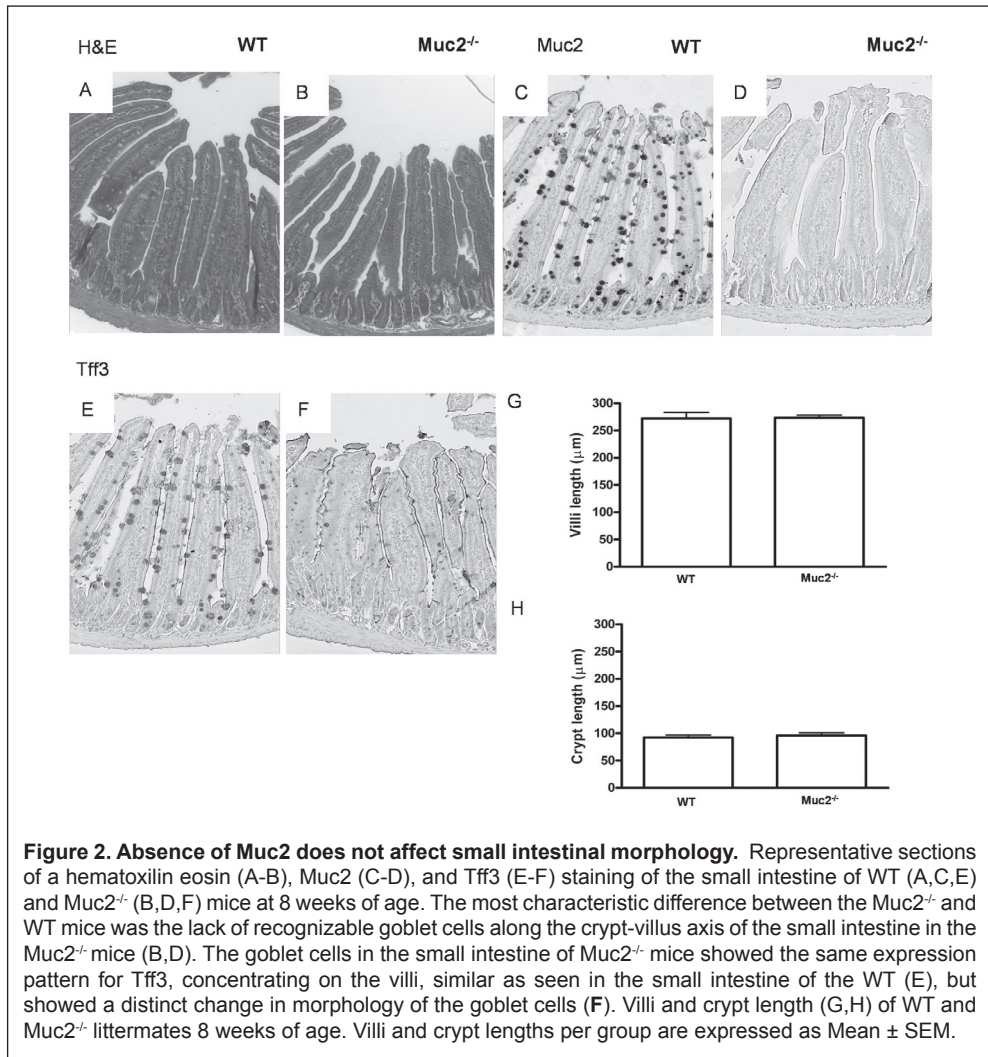 H&E WT Muc2-/- Muc2 WT Muc2-/-
A B C D
Tff3
E F G
300
250
200
150
100
50
0
Villi length (µm)
WT Muc2-/-
H
300
250
200
150
100
50
0
Crypt length (µm)
WT Muc2-/-
Figure 2. Absence of Muc2 does not affect small intestinal morphology. Representative sections
of a hematoxilin eosin (A-B), Muc2 (C-D), and Tff3 (E-F) staining of the small intestine of WT (A,C,E)
and Muc2-/- (B,D,F) mice at 8 weeks of age. The most characteristic difference between the Muc2-/- and
WT mice was the lack of recognizable goblet cells along the crypt-villus axis of the small intestine in the
Muc2-/- mice (B,D). The goblet cells in the small intestine of Muc2-/- mice showed the same expression
pattern for Tff3, concentrating on the villi, similar as seen in the small intestine of the WT (E), but
showed a distinct change in morphology of the goblet cells (F). Villi and crypt length (G,H) of WT and
Muc2-/- littermates 8 weeks of age. Villi and crypt lengths per group are expressed as Mean ± SEM.